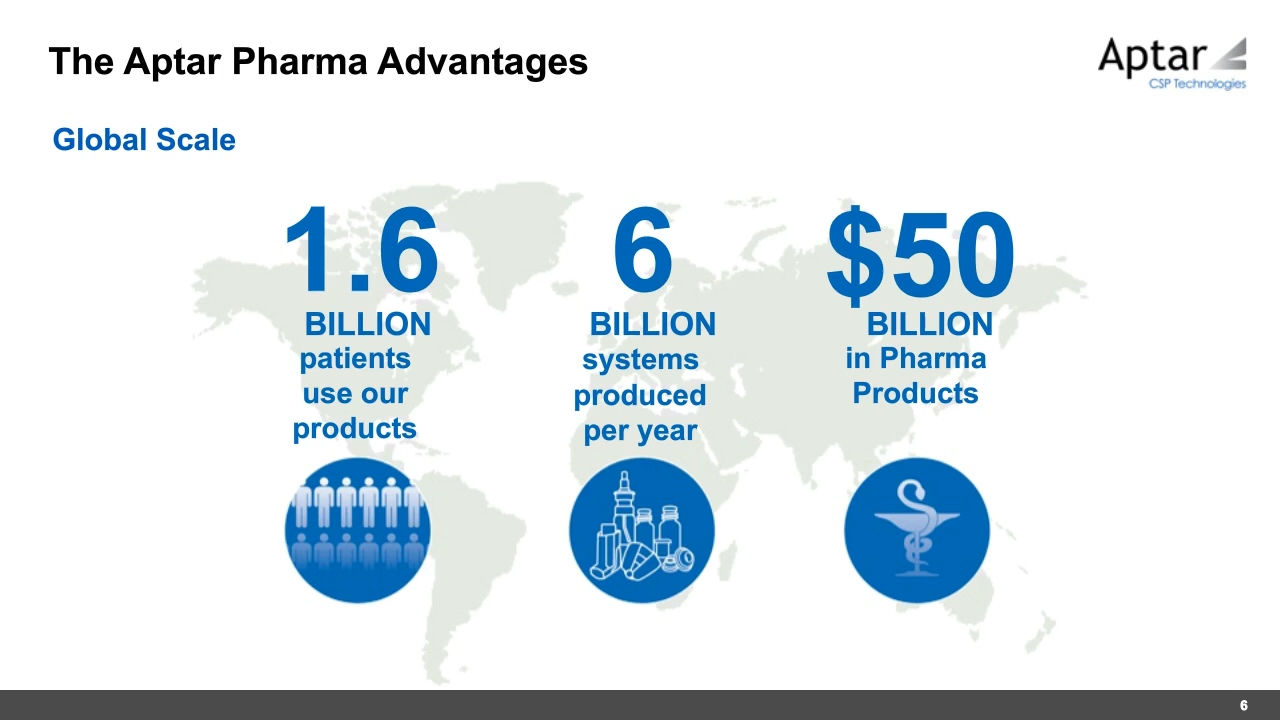 The Aptar Pharma Advantages
Aptar
CSP Technologies
Global Scale
1.6
BILLION
patients
use our
products
6
BILLION
systems
produced
per year
$50
BILLION
in Pharma
Products
6